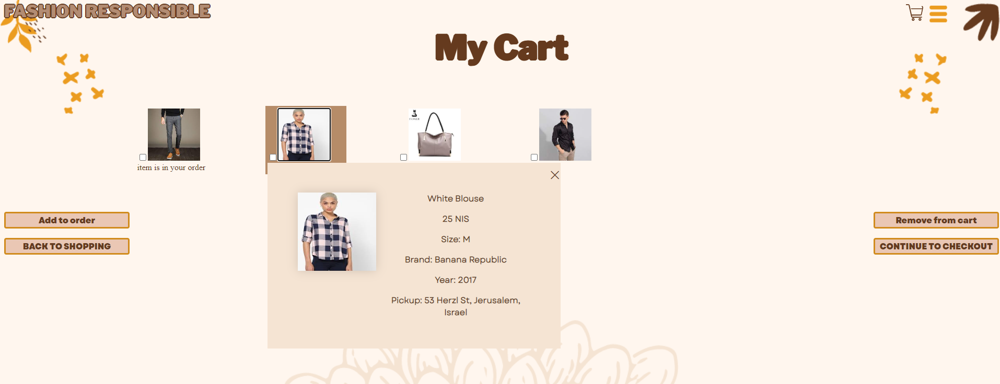 FASHION RESPONSIBLE
My Cart
FOXER
item is in your order
White Blouse
25 NIS
Size: M
Brand: Banana Republic
Year: 2017
Pickup: 53 Herzl St, Jerusalem,
Israel
Add to order
BACK TO SHOPPING
Remove from cart
CONTINUE TO CHECKOUT